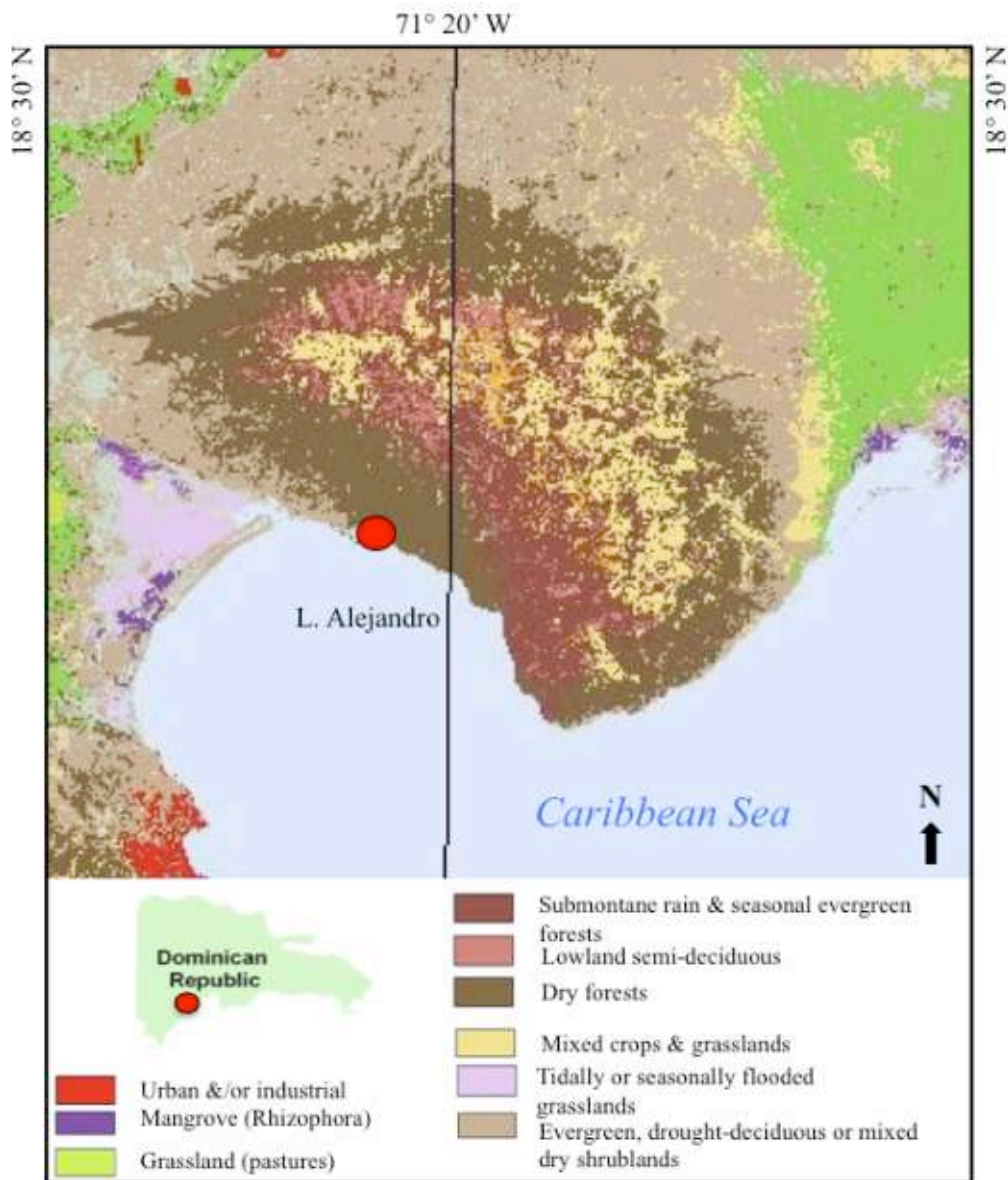 71° 20’ W
18° 30’ N
18° 30’ N
L. Alejandro
Caribbean Sea
N
Dominican
Republic
Urban &/or industrial
Mangrove (Rhizophora)
Grassland (pastures)
Submontane rain & seasonal evergreen
forests
Lowland semi-deciduous
Dry forests
Mixed crops & grasslands
Tidally or seasonally flooded
grasslands
Evergreen, drought-deciduous or mixed
dry shrublands